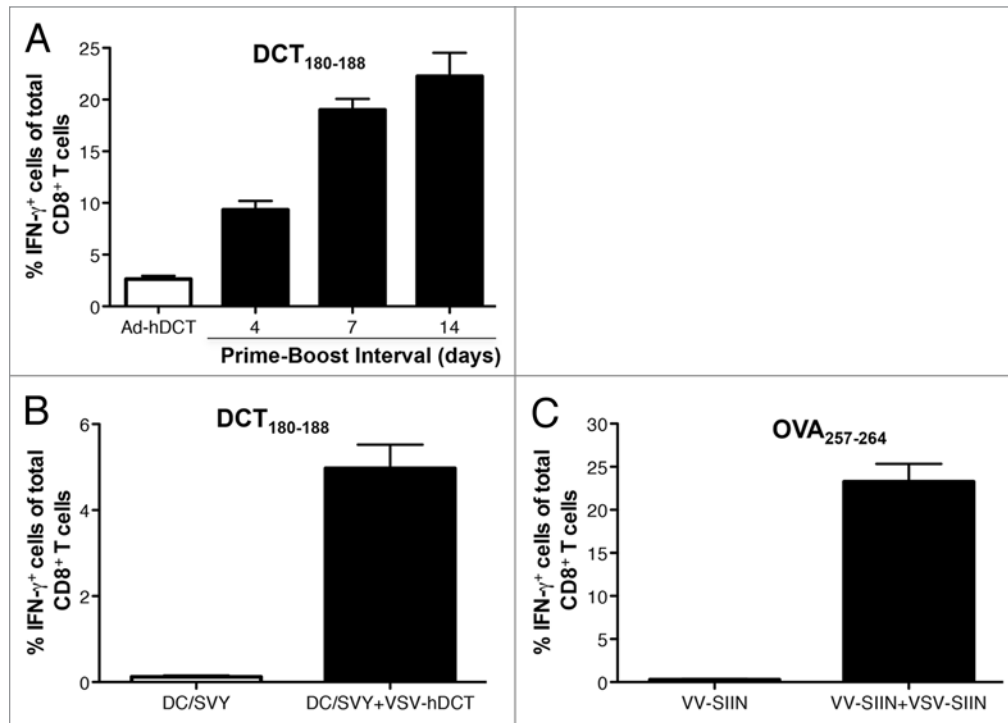 A
DCT180-188
% IFN-γ+ cells of total
CD8+ T cells
25
20
15
10
5
0
Ad-hDCT
4
7
14
Prime-Boost Interval (days)
B
DCT180-188
% IFN-γ+ cells of total
CD8+ T cells
6
4
2
0
DC/SVY
DC/SVY+VSV-hDCT
C
OVA257-264
% IFN-γ+ cells of total
CD8+ T cells
30
25
20
15
10
5
0
VV-SIIN
VV-SIIN+VSV-SIIN